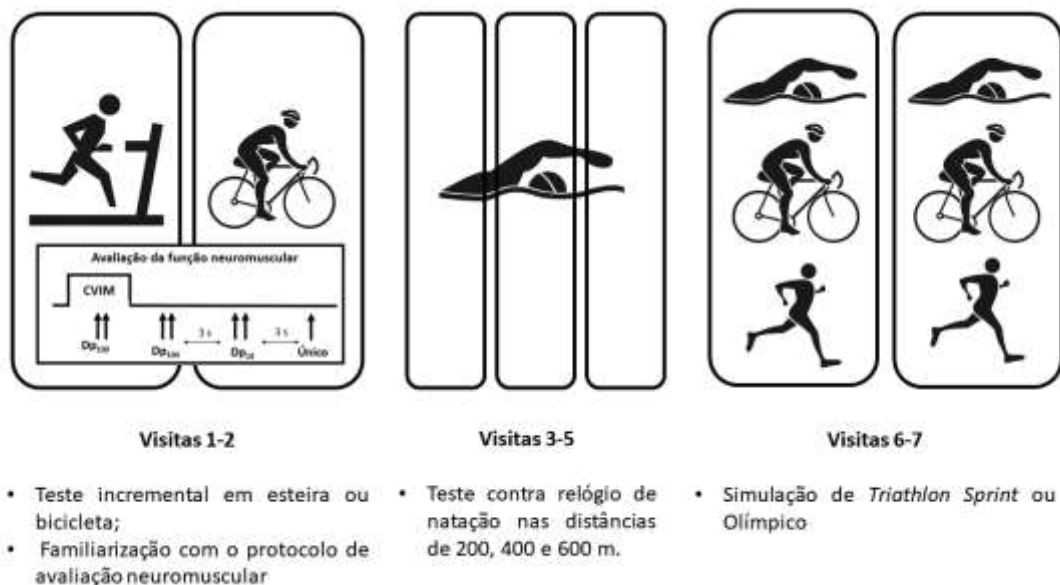 Avaliação da função neuromuscular
CVIM
3 s
3 s
Dp100
Dp100
Dp10
Único
Visitas 1-2
Visitas 3-5
Visitas 6-7
• Teste incremental em esteira ou
bicicleta;
• Familiarização com o protocolo de
avaliação neuromuscular
• Teste contra relógio de
natação nas distâncias
de 200, 400 e 600 m.
• Simulação de Triathlon Sprint ou
Olímpico